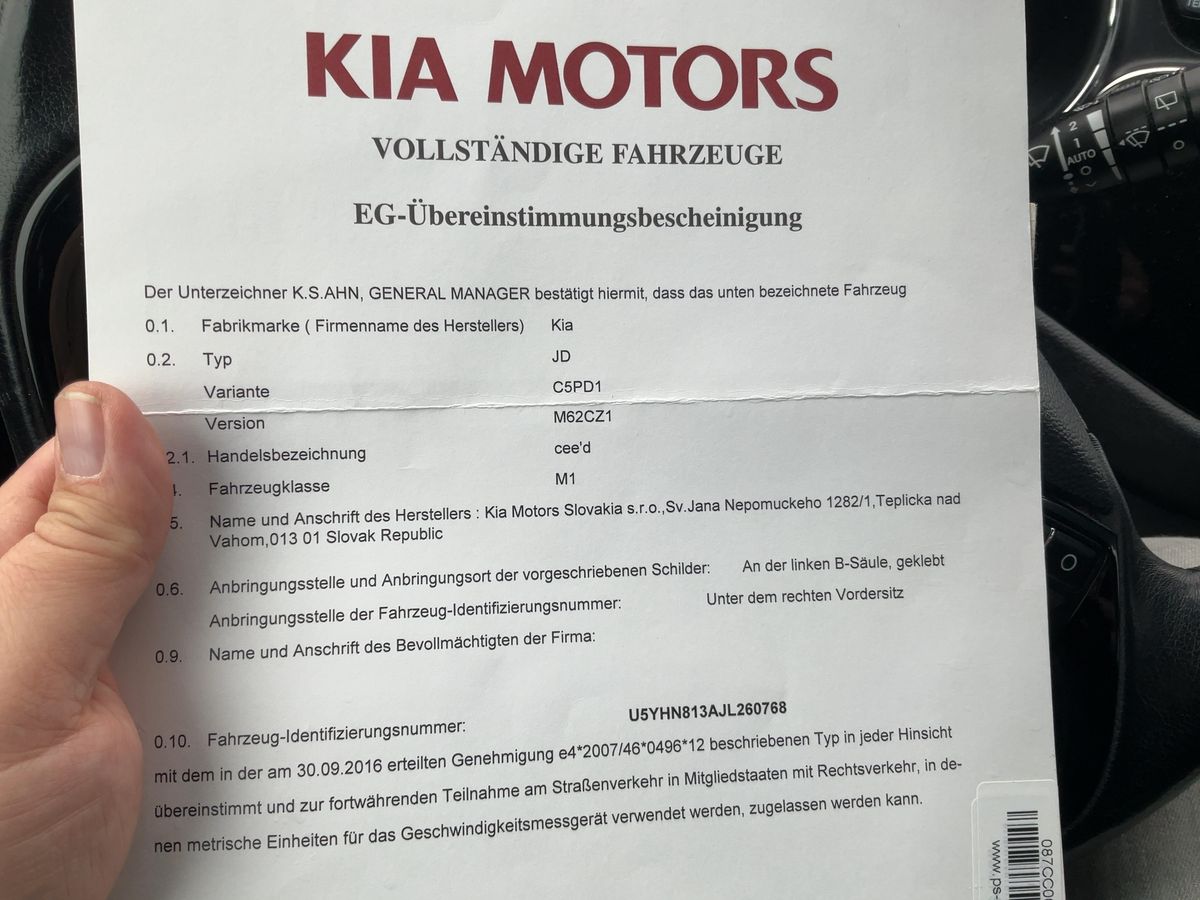 KIA MOTORS
VOLLSTÄNDIGE FAHRZEUGE
EG-Übereinstimmungsbescheinigung
Der Unterzeichner K.S.AHN, GENERAL MANAGER bestätigt hiermit, dass das unten bezeichnete Fahrzeug
0.1. Fabrikmarke ( Firmenname des Herstellers) Kia
0.2. Typ JD
Variante C5PD1
Version M62CZ1
2.1. Handelsbezeichnung cee'd
Fahrzeugklasse M1
5. Name und Anschrift des Herstellers : Kia Motors Slovakia s.r.o.,Sv.Jana Nepomuckeho 1282/1,Teplicka nad
Vahom,013 01 Slovak Republic
0.6. Anbringungsstelle und Anbringungsort der vorgeschriebenen Schilder: An der linken B-Säule, geklebt
Anbringungsstelle der Fahrzeug-Identifizierungsnummer: Unter dem rechten Vordersitz
0.9. Name und Anschrift des Bevollmächtigten der Firma:
0.10. Fahrzeug-Identifizierungsnummer: U5YHN813AJL260768
mit dem in der am 30.09.2016 erteilten Genehmigung e4*2007/46*0496*12 beschriebenen Typ in jeder Hinsicht
übereinstimmt und zur fortwährenden Teilnahme am Straßenverkehr in Mitgliedstaaten mit Rechtsverkehr, in de-
nen metrische Einheiten für das Geschwindigkeitsmessgerät verwendet werden, zugelassen werden kann.
2
1
AUTO
O
O